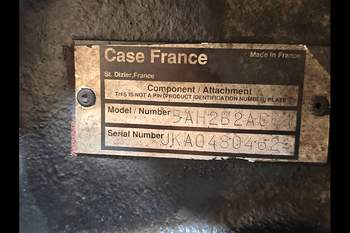 Case France
Made in France
St. Dizier, France
Component / Attachment
THIS IS NOT A P.I.N (PRODUCT IDENTIFICATION NUMBER) PLATE
Model / Number
Serial Number